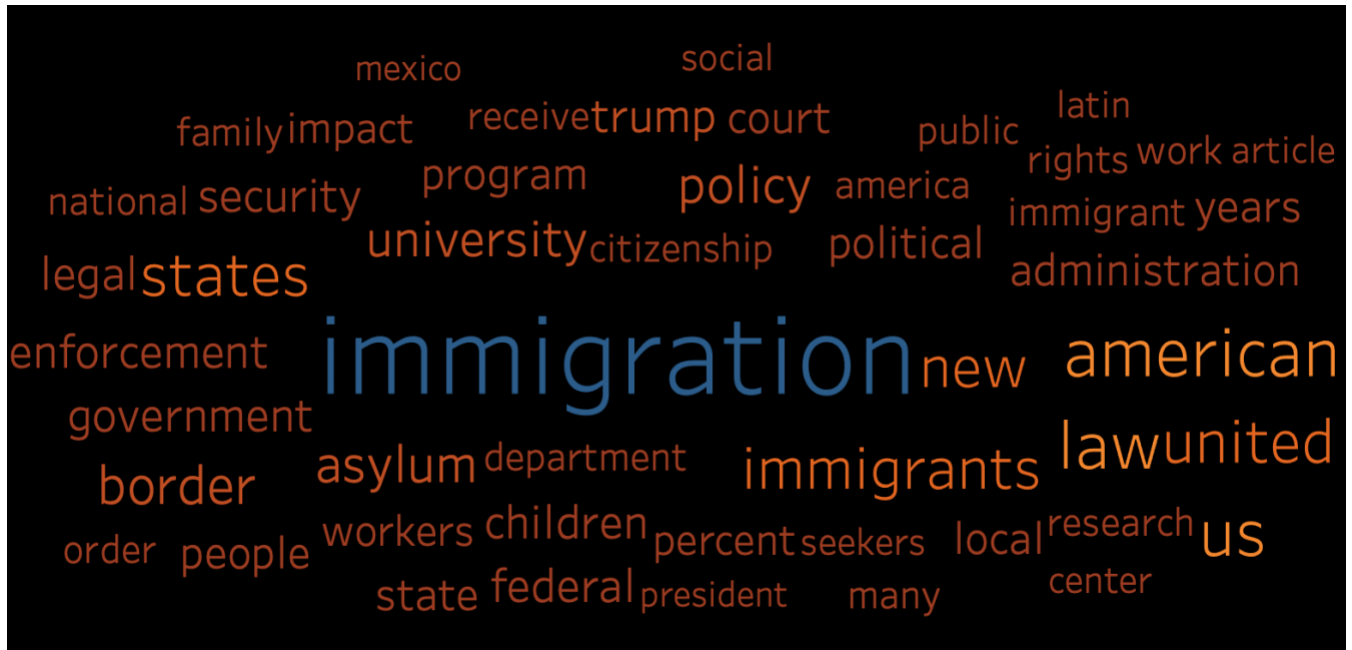 mexico social
latin
family impact receive trump court public
rights work article
program policy america
national security immigrant years
university citizenship political
legal states administration
enforcement immigration new american
government
asylum department immigrants law united
border
workers children percent seekers local research us
order people
state federal president many center